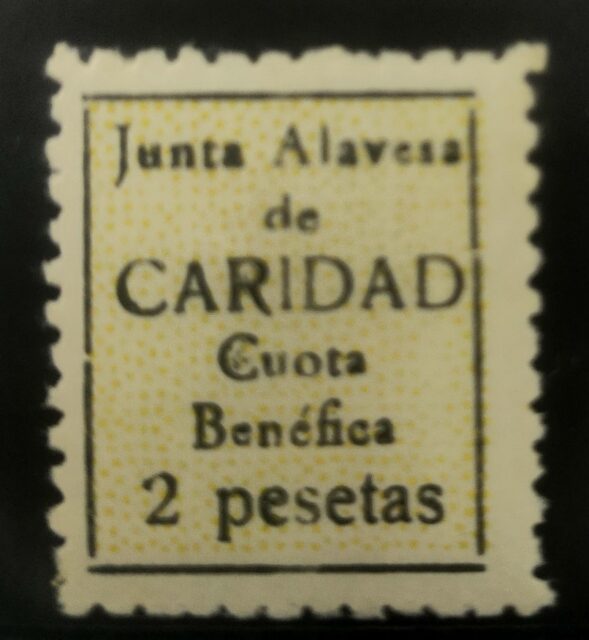 Junta Alavesa
de
CARIDAD
Cuota
Benéfica
2 pesetas